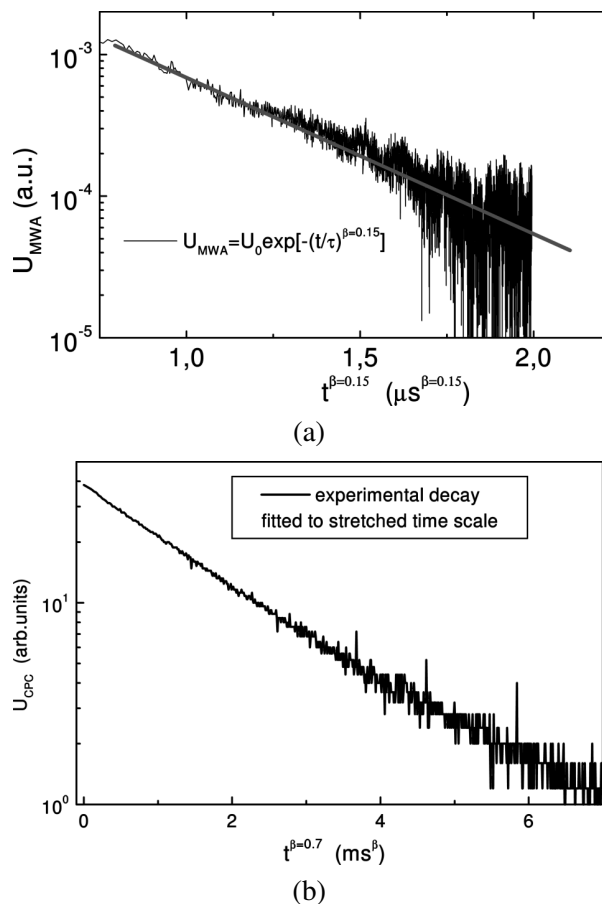 10⁻³
10⁻⁴
10⁻⁵
U_MWA (a.u.)
U_MWA=U₀exp[-(t/τ)^β=0.15]
1,0 1,5 2,0
t^β=0.15 (μs^β=0.15)
(a)
experimental decay
fitted to stretched time scale
10¹
10⁰
U_CPC (arb.units)
0 2 4 6
t^β=0.7 (ms^β)
(b)